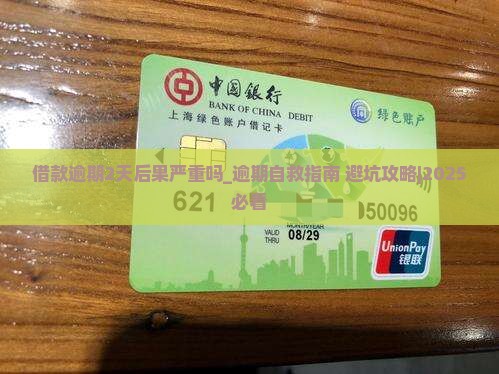 中国银行
BANK OF CHINA DEBIT
上海绿色账户借记卡
绿色账户
借款逾期2天后果严重吗_逾期自救指南 避坑攻略!2025
必看
621
50096
MONTH/YEAR
VALID THRU 08/29
UnionPay
银联